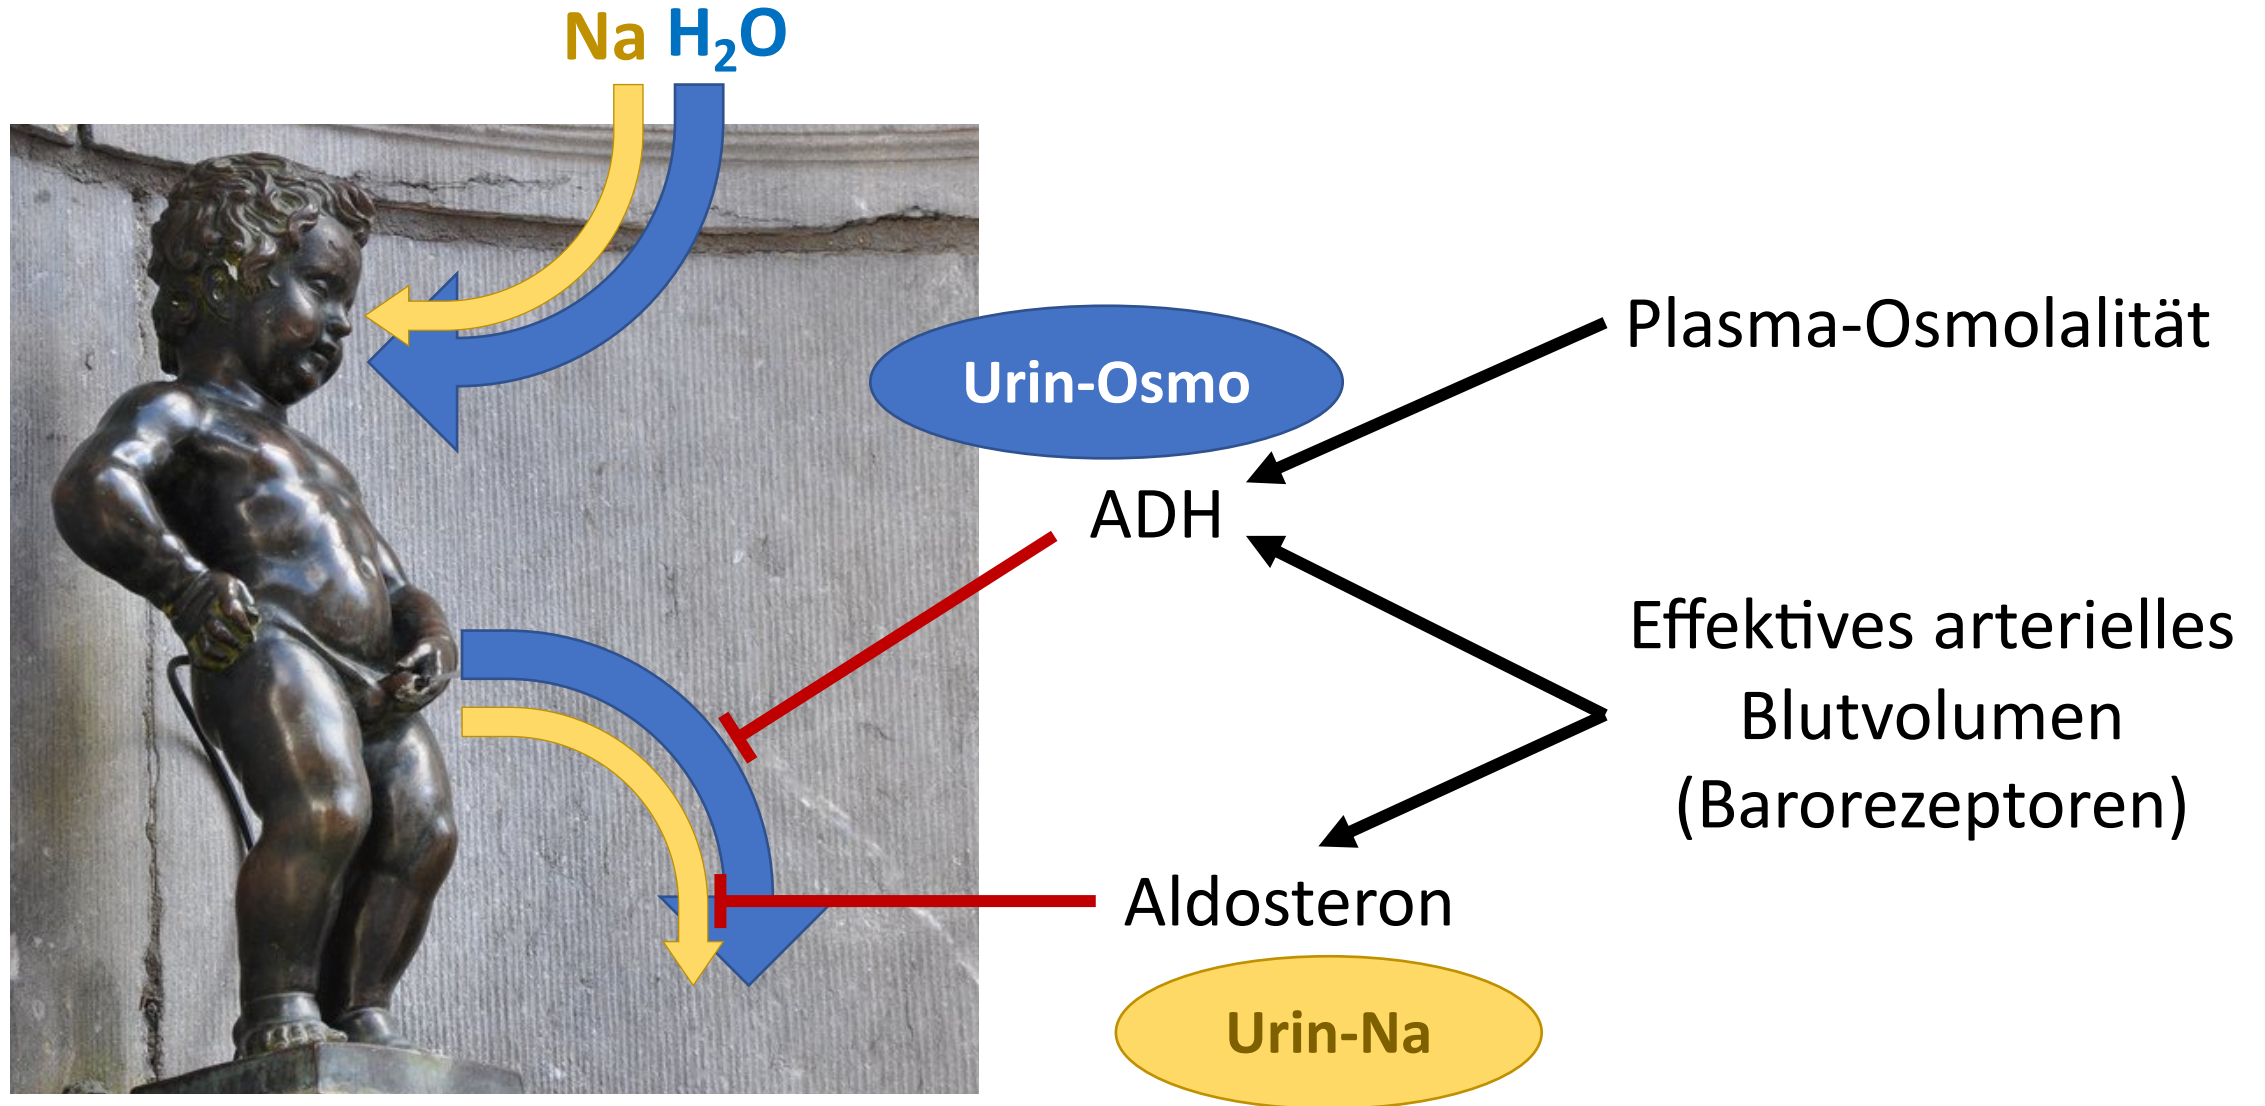 Na H₂O
Urin-Osmo
Plasma-Osmolalität
ADH
Effektives arterielles
Blutvolumen
(Barorezeptoren)
Aldosteron
Urin-Na